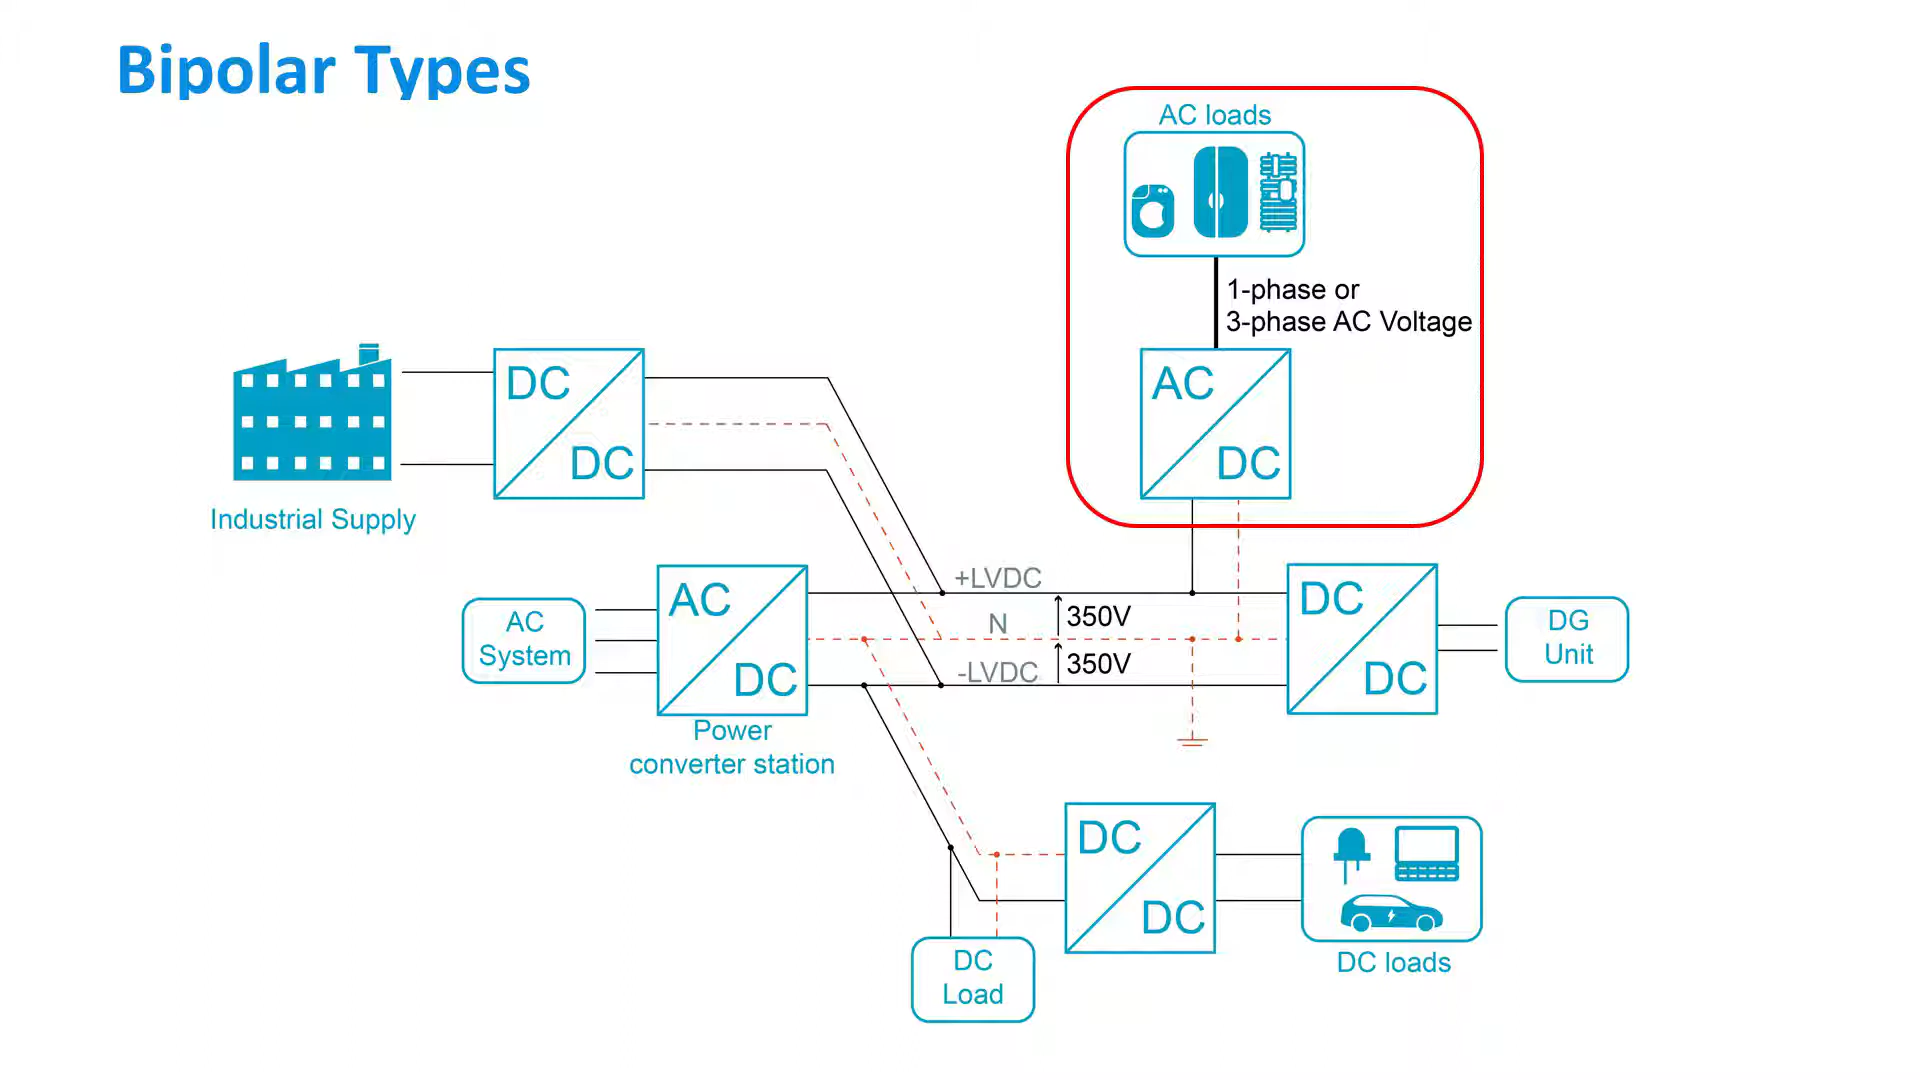 Bipolar Types
AC loads
1-phase or
3-phase AC Voltage
AC
DC
DC
DC
Industrial Supply
AC
System
AC
DC
Power
converter station
+LVDC
N
-LVDC
350V
350V
DC
DC
DG
Unit
DC
DC
DC loads
DC
Load